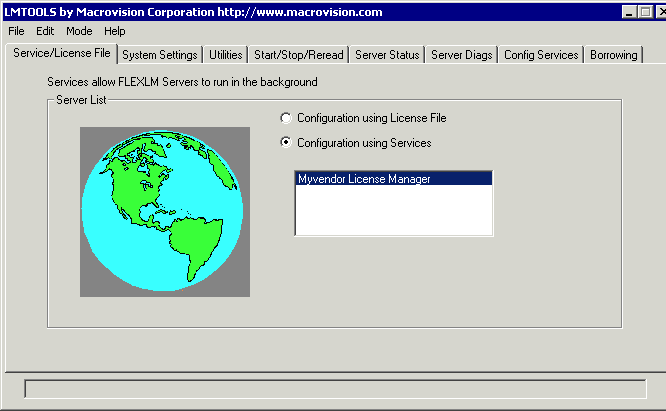 LMTOOLS by Macrovision Corporation http://www.macrovision.com
File Edit Mode Help
Service/License File System Settings Utilities Start/Stop/Reread Server Status Server Diags Config Services Borrowing
Services allow FLEXLM Servers to run in the background
Server List
Configuration using License File
Configuration using Services
Myvendor License Manager